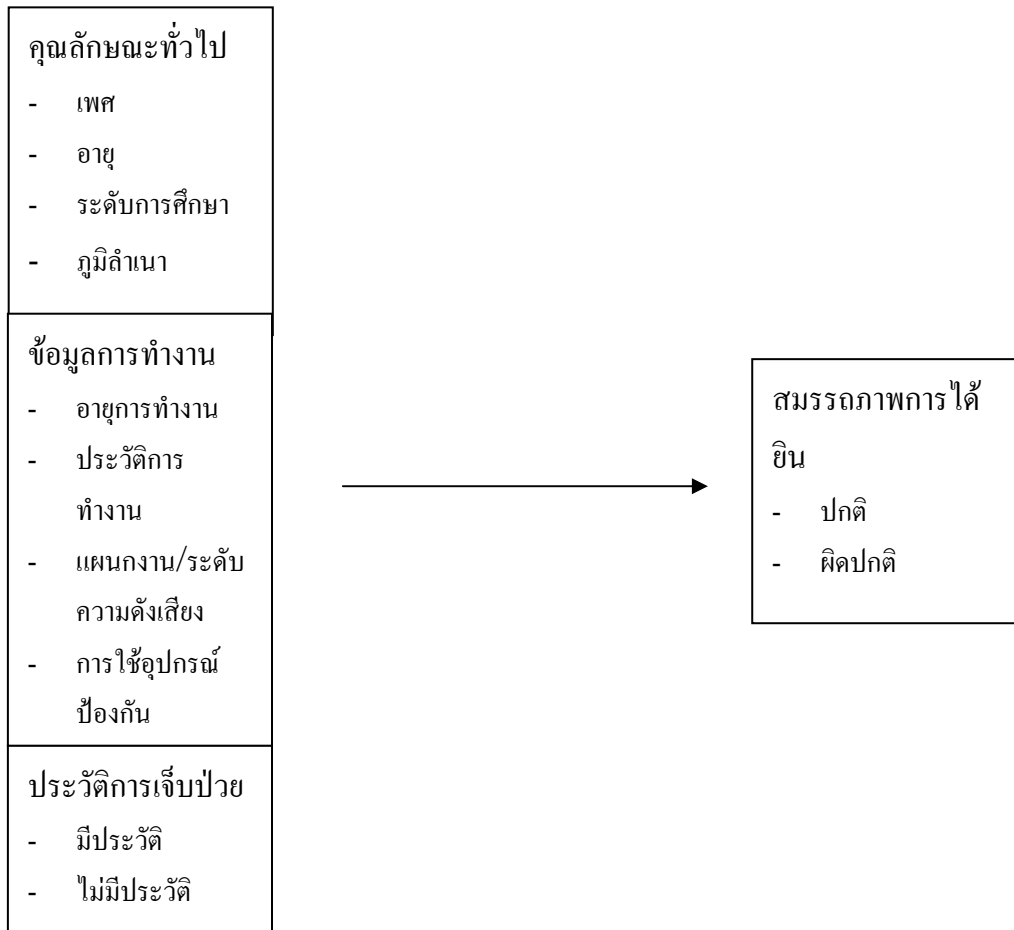 คุณลักษณะทั่วไป
- เพศ
- อายุ
- ระดับการศึกษา
- ภูมิลำเนา
ข้อมูลการทำงาน
- อายุการทำงาน
- ประวัติการ
ทำงาน
- แผนกงาน/ระดับ
ความดังเสียง
- การใช้อุปกรณ์
ป้องกัน
ประวัติการเจ็บป่วย
- มีประวัติ
- ไม่มีประวัติ
สมรรถภาพการได้
ยิน
- ปกติ
- ผิดปกติ